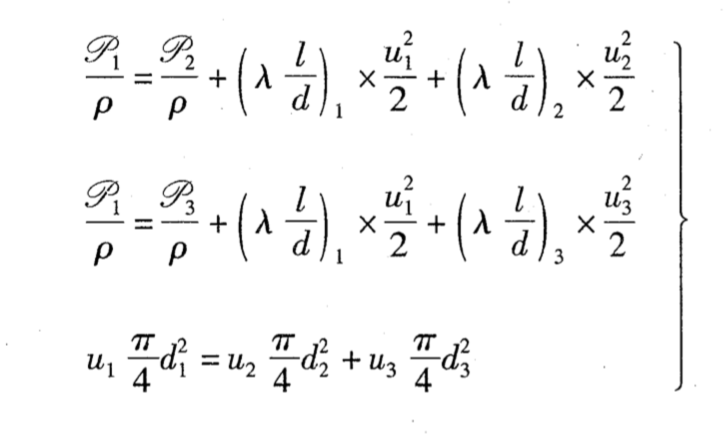 𝒫₁/ρ = 𝒫₂/ρ + (λ l/d)₁ × u₁²/2 + (λ l/d)₂ × u₂²/2
𝒫₁/ρ = 𝒫₃/ρ + (λ l/d)₁ × u₁²/2 + (λ l/d)₃ × u₃²/2
u₁ π/4 d₁² = u₂ π/4 d₂² + u₃ π/4 d₃²